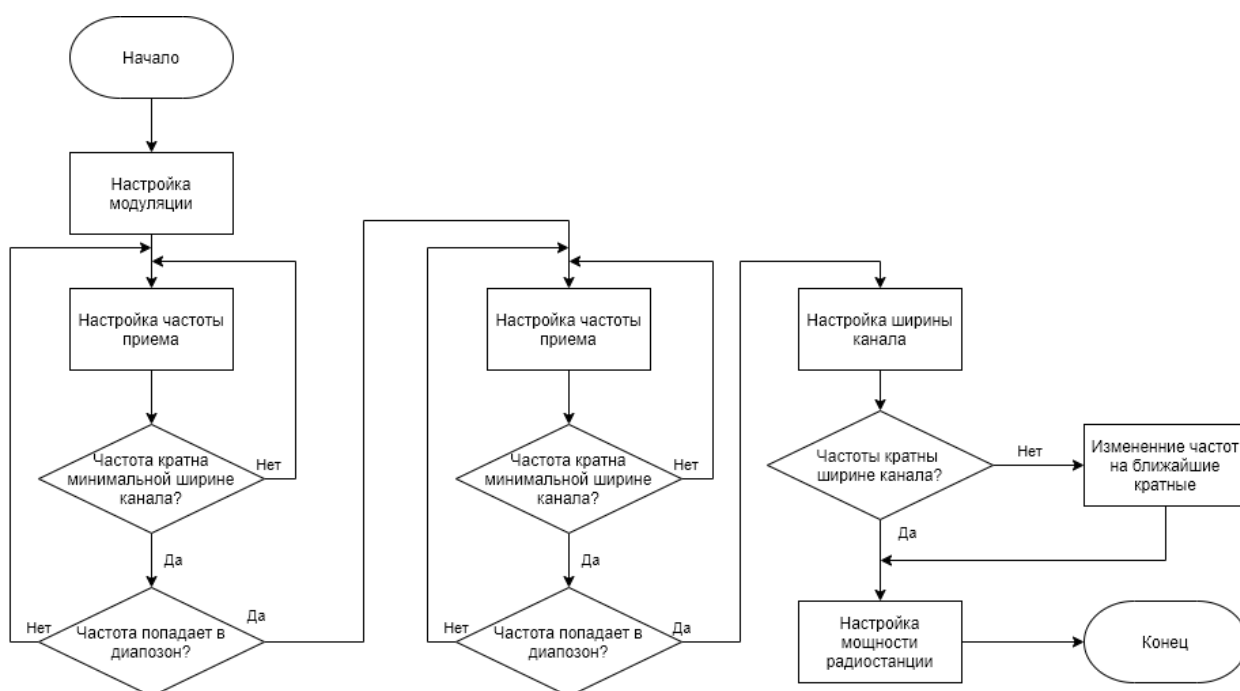 Начало
Настройка
модуляции
Настройка частоты
приема
Частота кратна
минимальной ширине
канала?
Нет
Да
Частота попадает в
диапозон?
Нет
Да
Настройка частоты
приема
Частота кратна
минимальной ширине
канала?
Нет
Да
Частота попадает в
диапозон?
Нет
Да
Настройка ширины
канала
Частоты кратны
ширине канала?
Нет
Измененние частот
на ближайшие
кратные
Да
Настройка
мощности
радиостанции
Конец